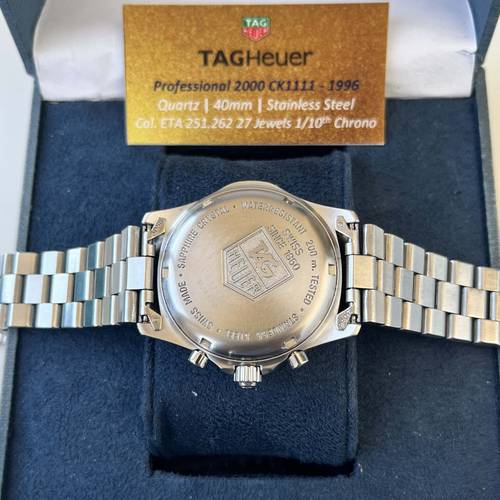 TAG
HEUER
TAGHeuer
Professional 2000 CK1111 - 1996
Quartz | 40mm | Stainless Steel
Cal. ETA 251.262 27 Jewels 1/10th Chrono
STAINLESS STEEL · SWISS MADE · SAPPHIRE CRYSTAL · WATER RESISTANT 200 m. TESTED
SWISS
SINCE 1860
TAG
HEUER